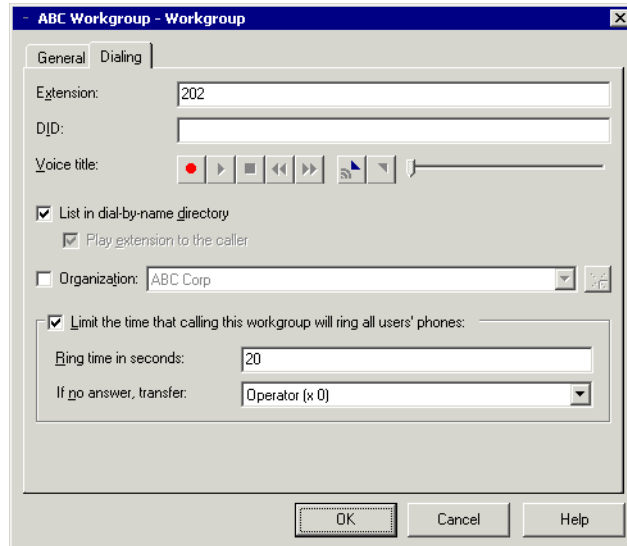 ABC Workgroup - Workgroup
General Dialing
Extension: 202
DID:
Voice title:
List in dial-by-name directory
Play extension to the caller
Organization: ABC Corp
Limit the time that calling this workgroup will ring all users' phones:
Ring time in seconds: 20
If no answer, transfer: Operator (x 0)
OK Cancel Help